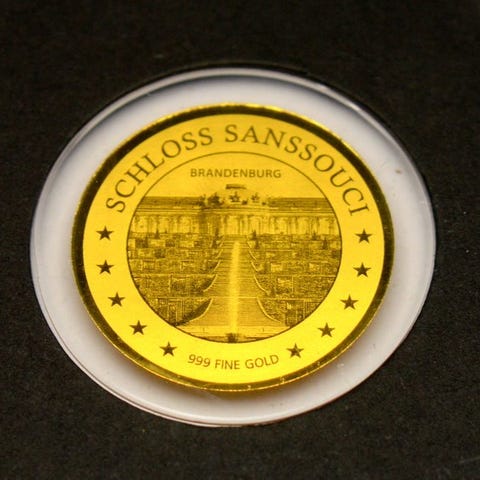 SCHLOSS SANSSOUCI
BRANDENBURG
999 FINE GOLD